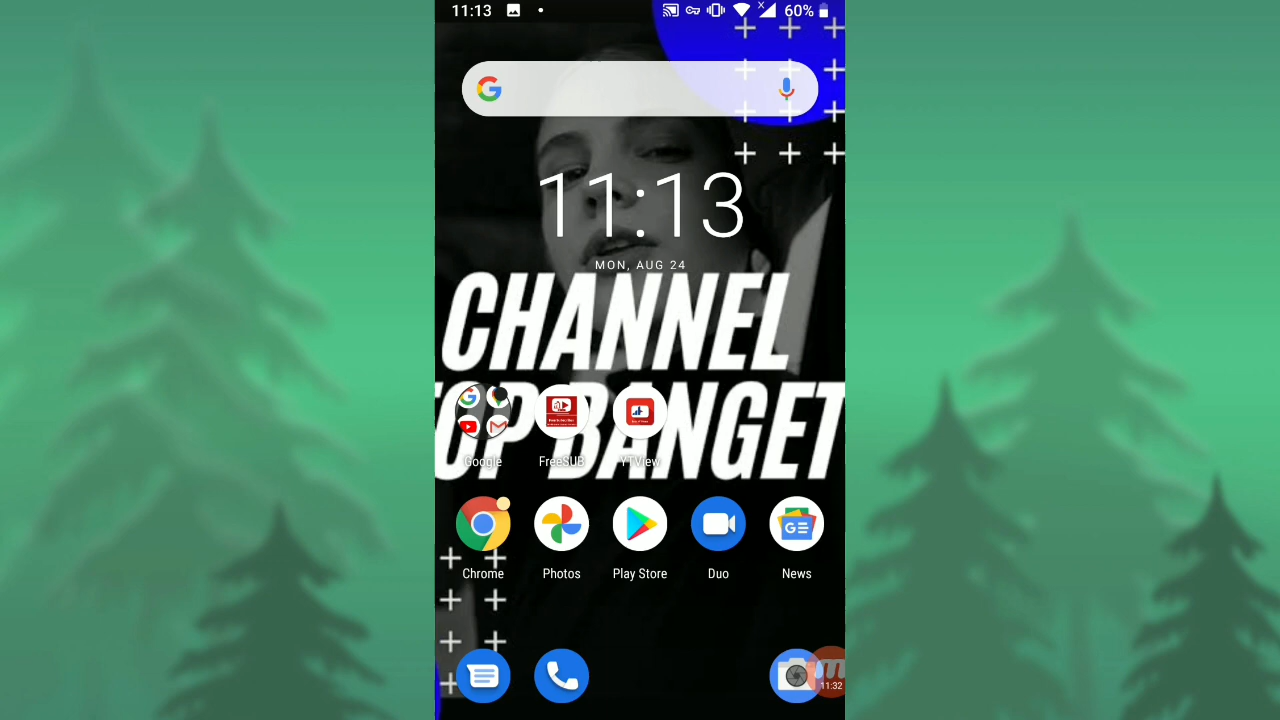 11:13 60%
11:13
MON, AUG 24
CHANNEL
TOP BANGET
Google FreeSUB YTView
Chrome Photos Play Store Duo News
11:32